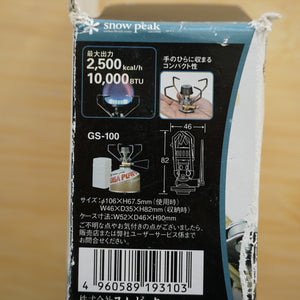 snow peak
最大出力
2,500 kcal/h
10,000 BTU
手のひらに収まる
コンパクト性
GS-100
46
82
サイズ:φ106×H67.5mm(使用時)
W46×D35×H82mm(収納時)
ケース寸法:W52×D46×H90mm
ご不明な点やお気付きの点がございましたら、
販売店または弊社ユーザーサービス係まで
お問合せください。
4 960589 193103